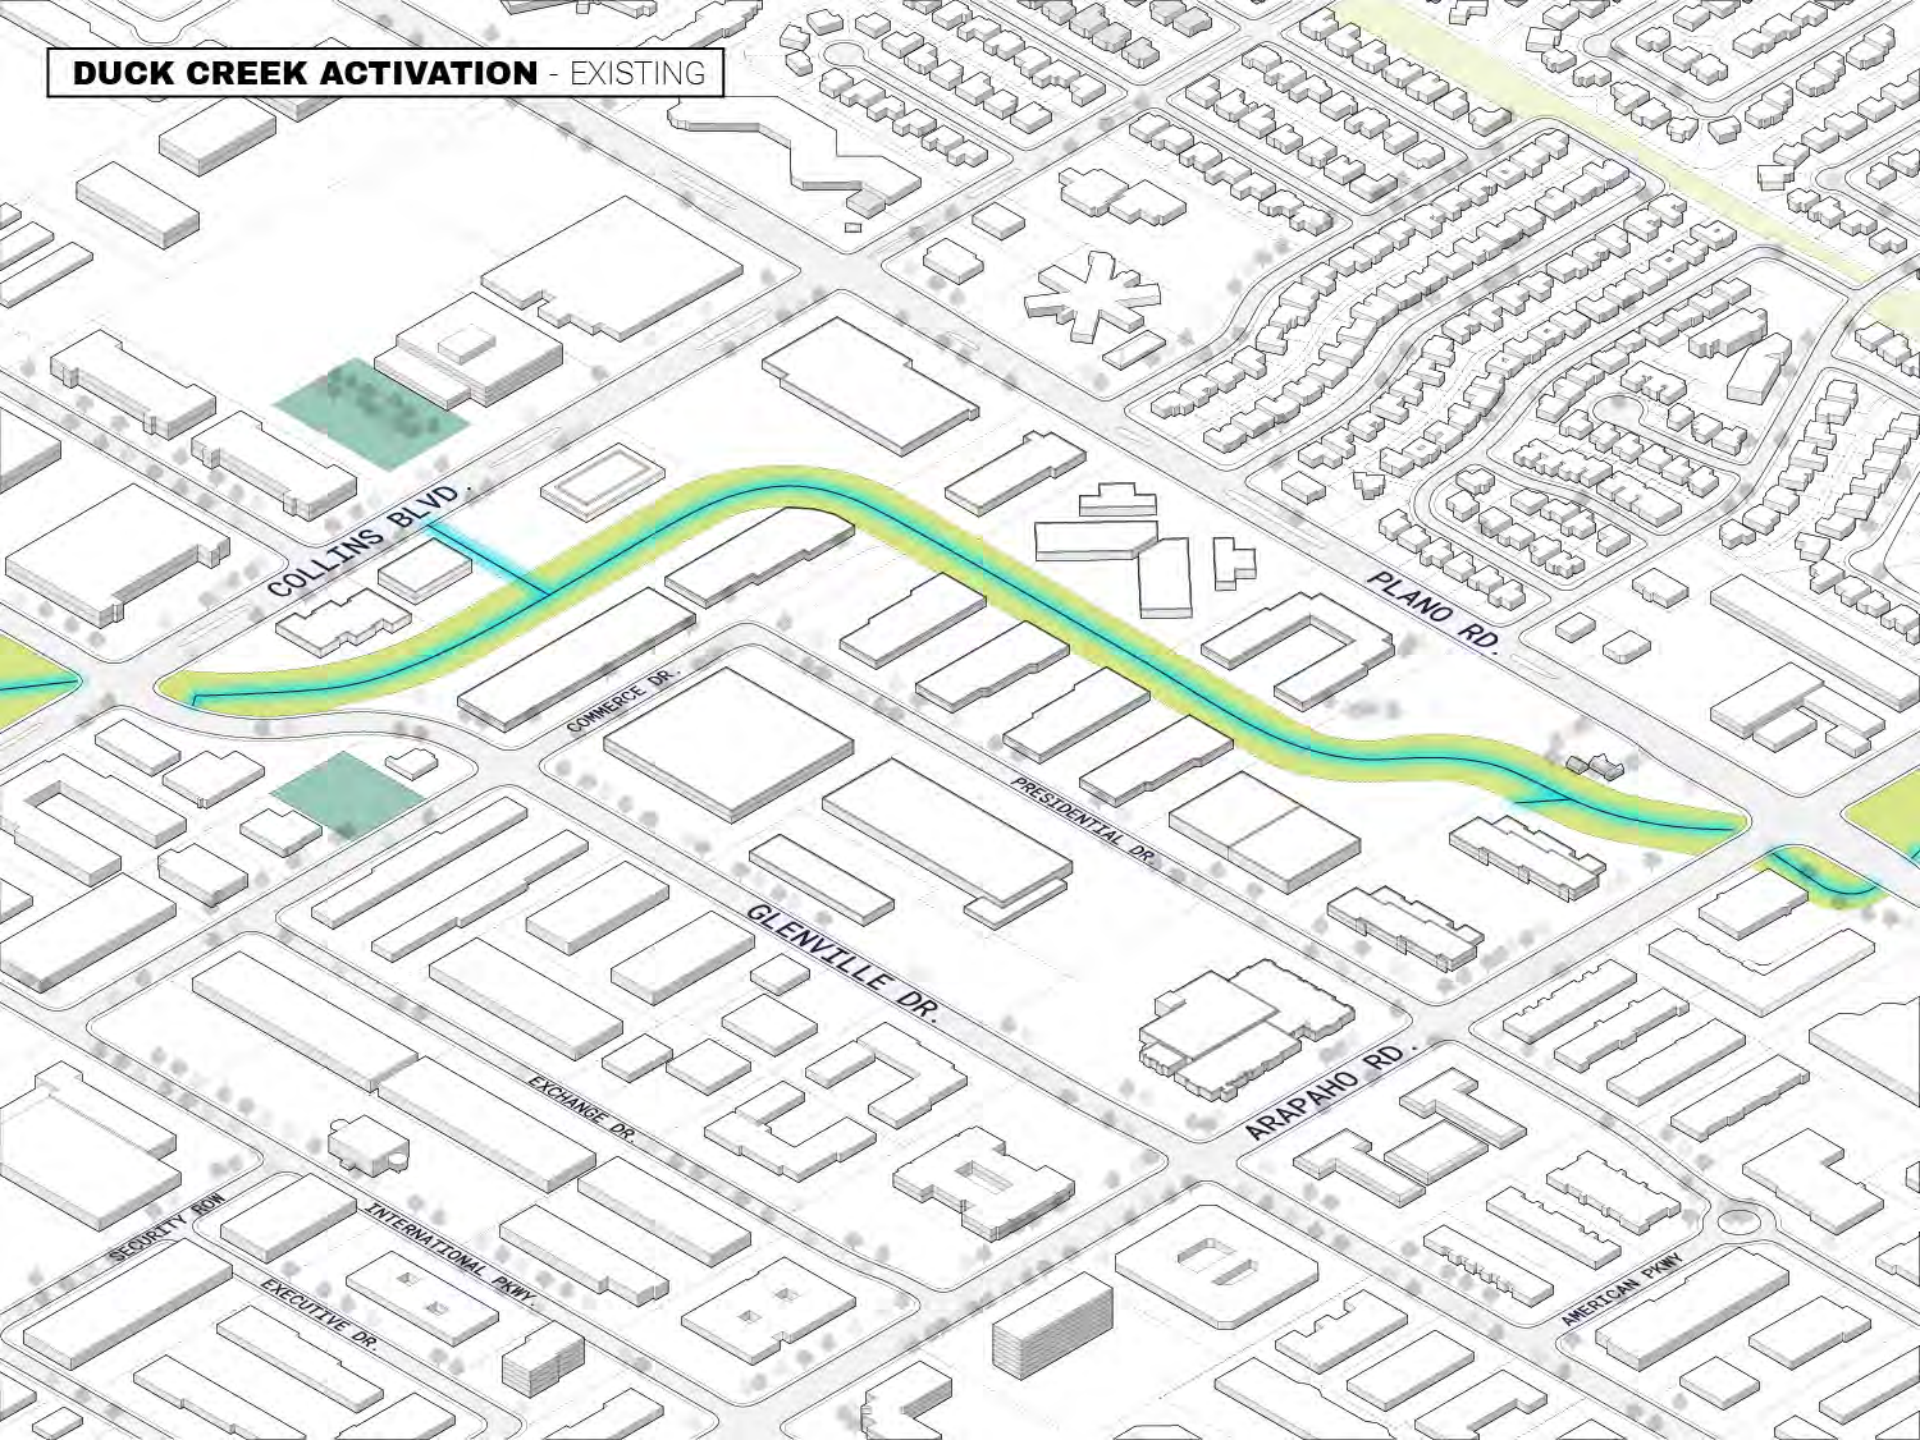 DUCK CREEK ACTIVATION - EXISTING
COLLINS BLVD.
PLANO RD.
COMMERCE DR.
PRESIDENTIAL DR.
GLENVILLE DR.
ARAPAHO RD.
EXCHANGE DR.
SECURITY ROW
INTERNATIONAL PKWY.
EXECUTIVE DR.
AMERICAN PKWY